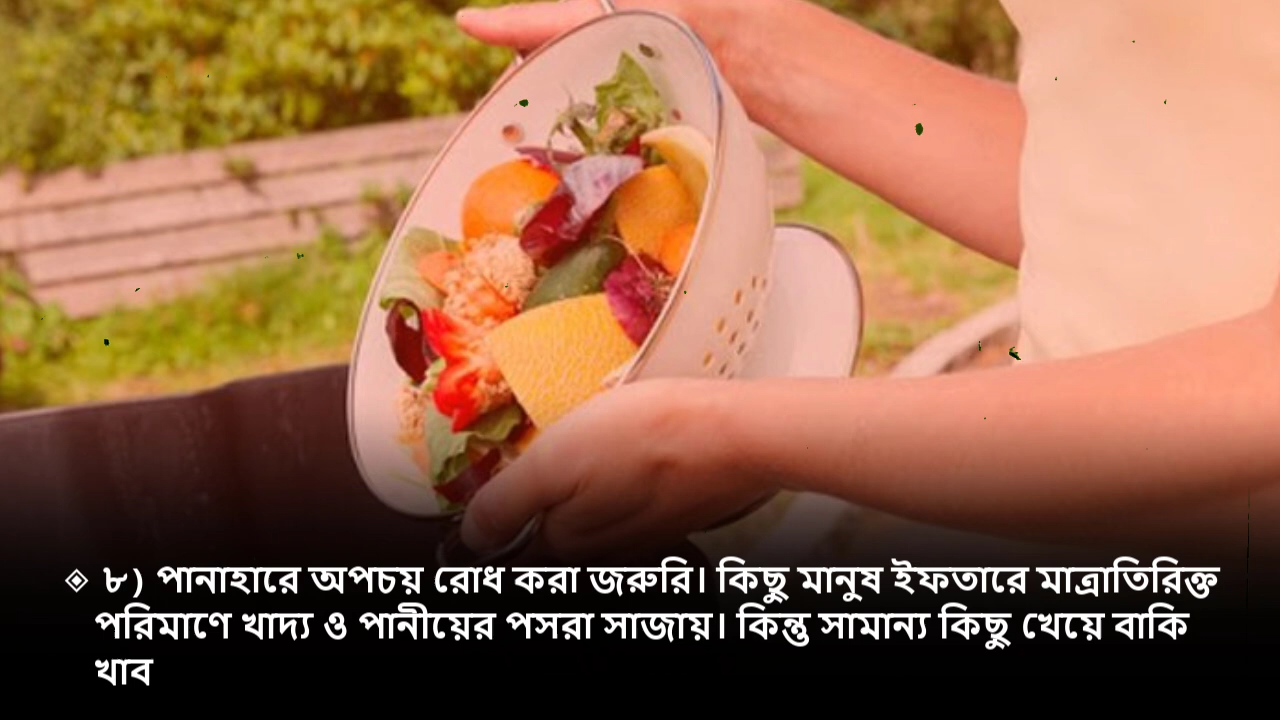 ◈ ৮) পানাহারে অপচয় রোধ করা জরুরি। কিছু মানুষ ইফতারে মাত্রাতিরিক্ত
পরিমাণে খাদ্য ও পানীয়ের পসরা সাজায়। কিন্তু সামান্য কিছু খেয়ে বাকি
খাব